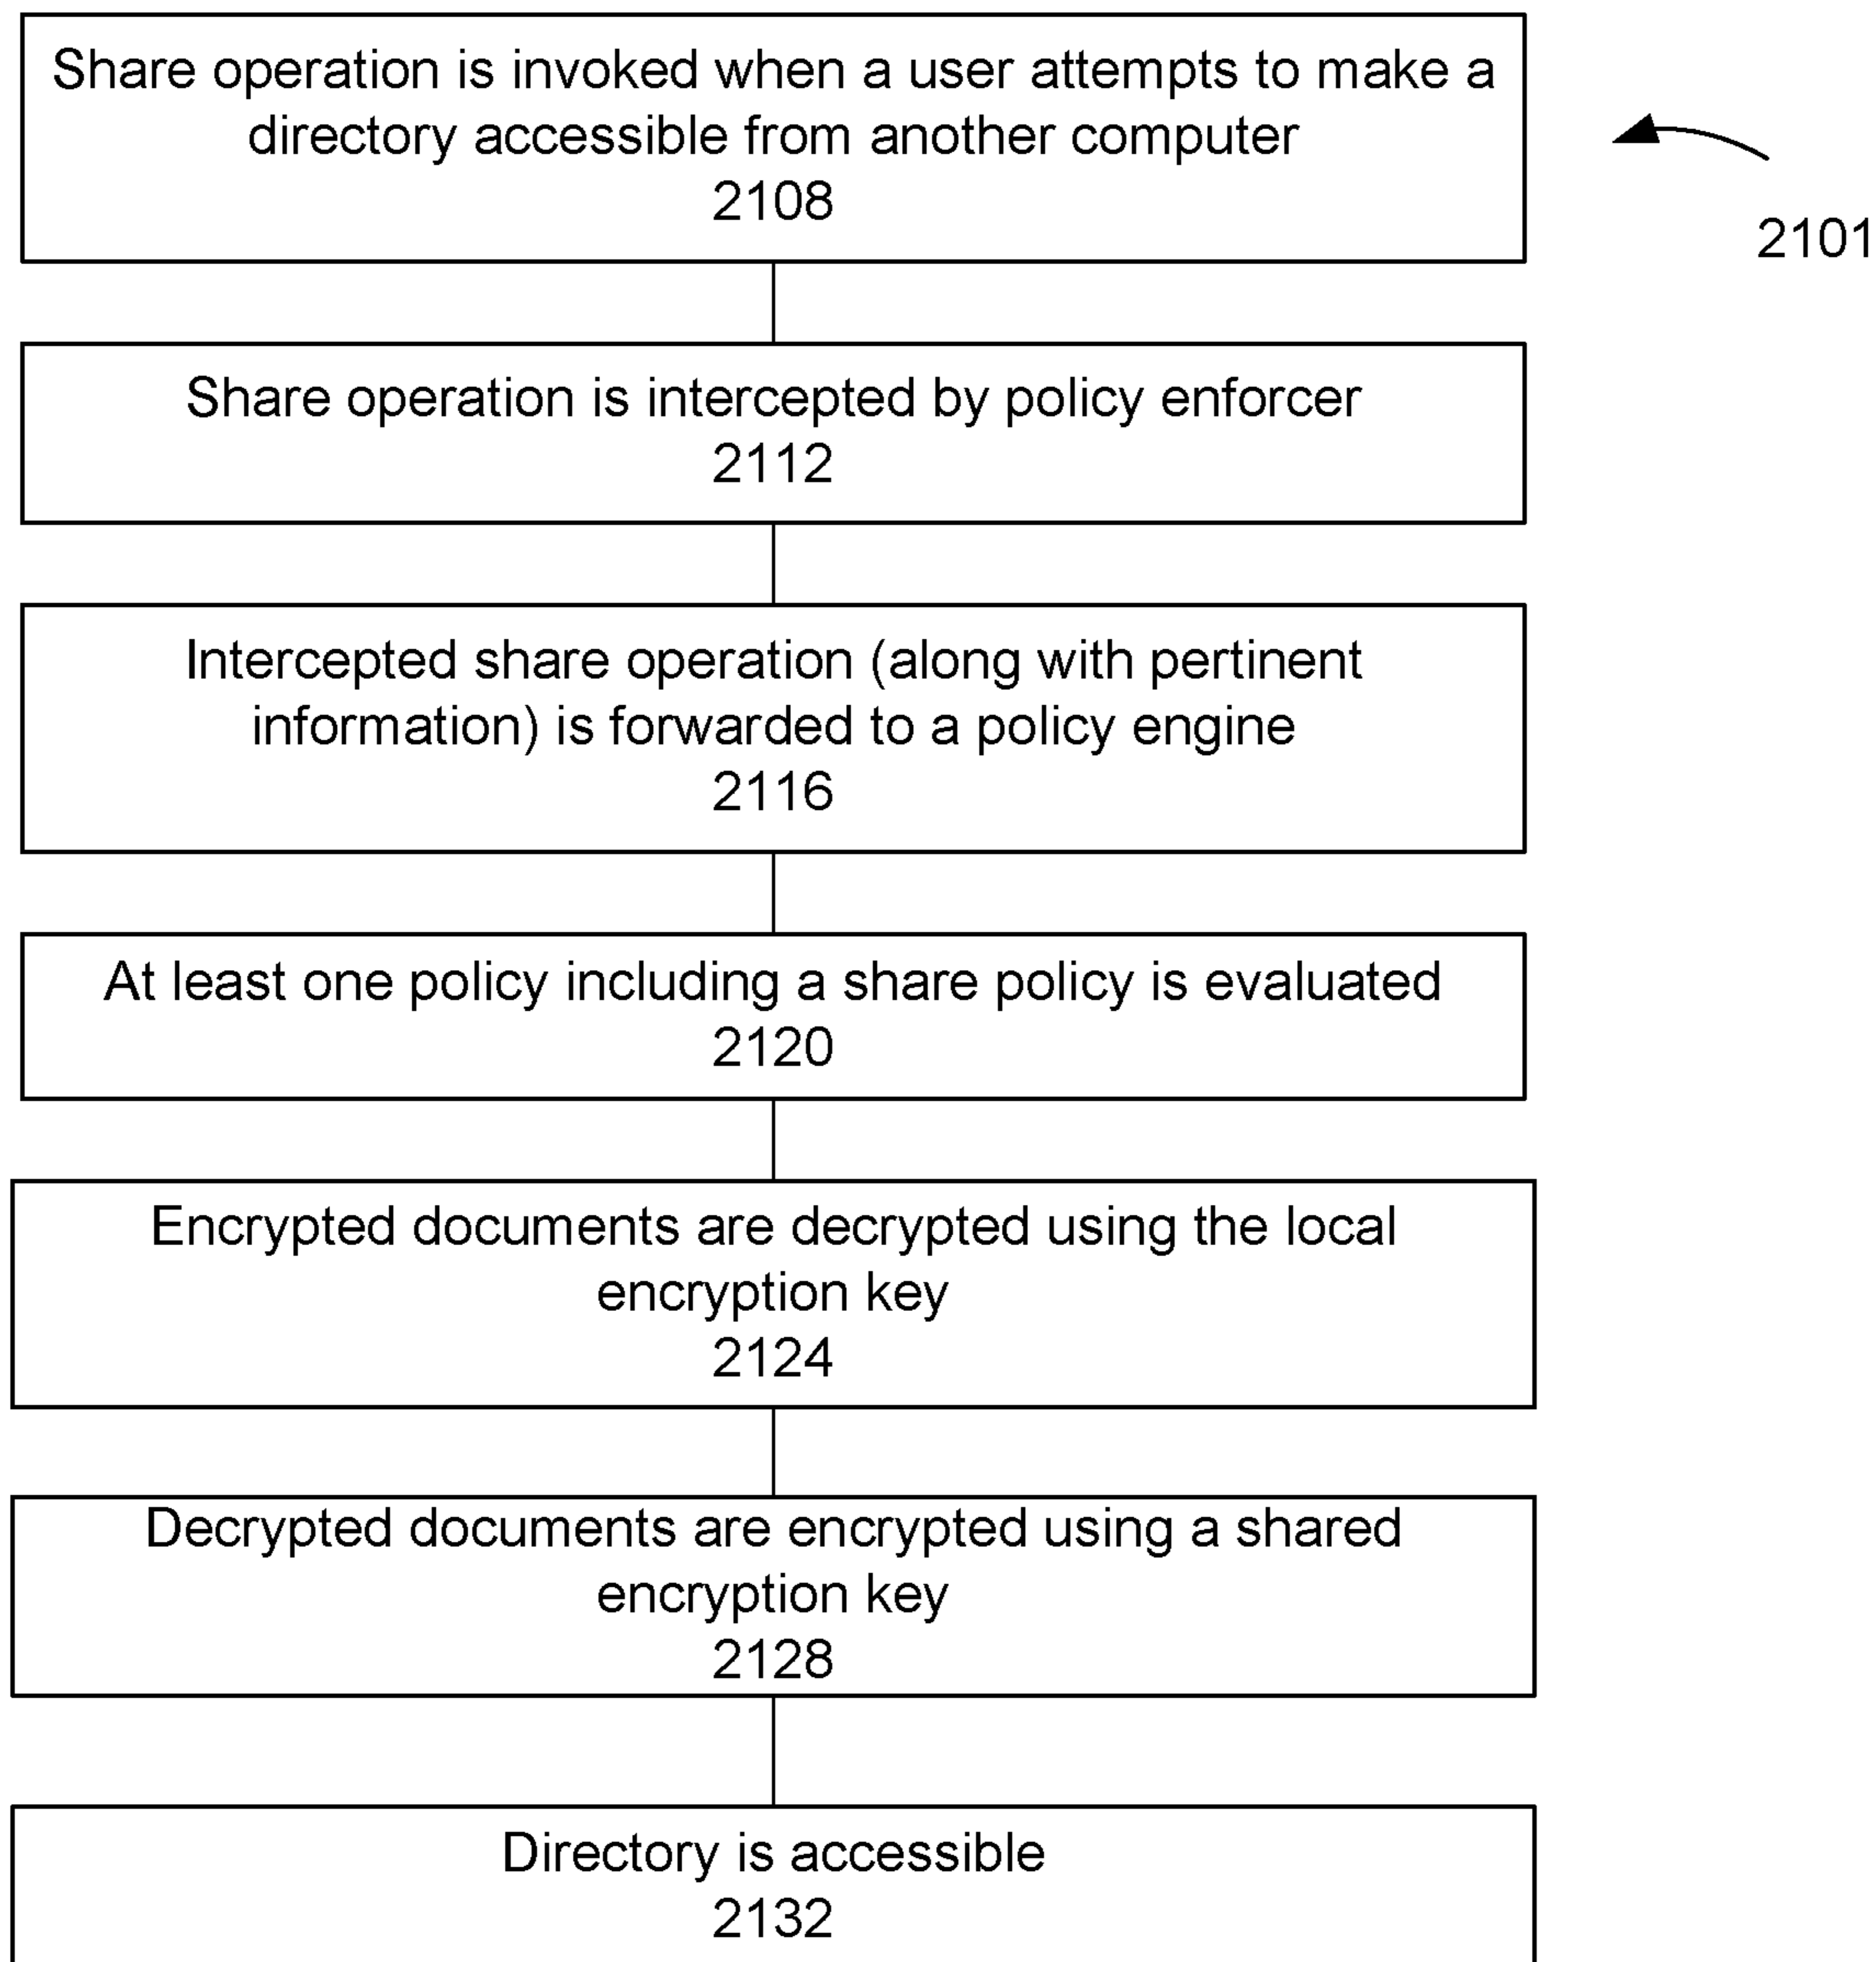 Share operation is invoked when a user attempts to make a
directory accessible from another computer
2108
2101
Share operation is intercepted by policy enforcer
2112
Intercepted share operation (along with pertinent
information) is forwarded to a policy engine
2116
At least one policy including a share policy is evaluated
2120
Encrypted documents are decrypted using the local
encryption key
2124
Decrypted documents are encrypted using a shared
encryption key
2128
Directory is accessible
2132